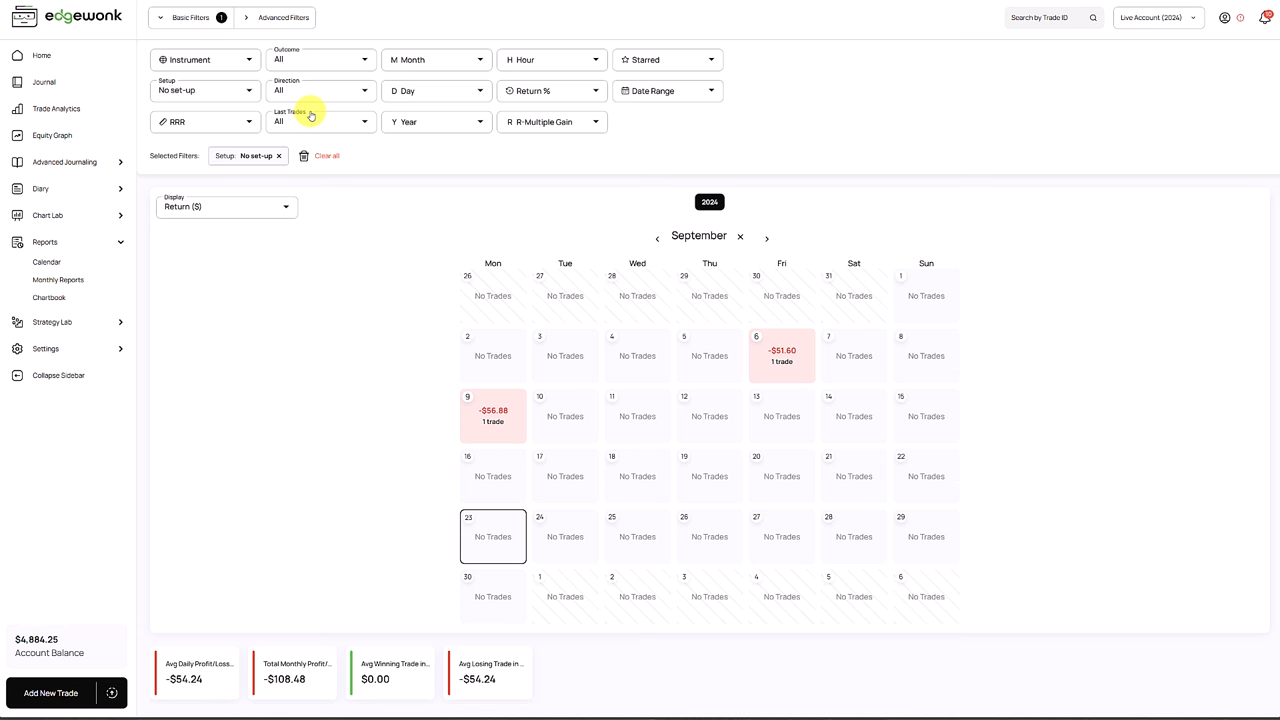 edgewonk
Basic Filters 1
Advanced Filters
Search by Trade ID
Live Account (2024)
Home
Journal
Trade Analytics
Equity Graph
Advanced Journaling
Diary
Chart Lab
Reports
Calendar
Monthly Reports
Chartbook
Strategy Lab
Settings
Collapse Sidebar
$4,884.25
Account Balance
Add New Trade
Instrument
Outcome
All
M Month
H Hour
Starred
Setup
No set-up
Direction
All
D Day
Return %
Date Range
RRR
Last Trades
All
Y Year
R R-Multiple Gain
Selected Filters:
Setup: No set-up ×
Clear all
Display
Return ($)
2024
‹ September × ›
Mon Tue Wed Thu Fri Sat Sun
26 27 28 29 30 31 1
No Trades No Trades No Trades No Trades No Trades No Trades No Trades
2 3 4 5 6 7 8
No Trades No Trades No Trades No Trades -$51.60 No Trades No Trades
1 trade
9 10 11 12 13 14 15
-$56.88 No Trades No Trades No Trades No Trades No Trades No Trades
1 trade
16 17 18 19 20 21 22
No Trades No Trades No Trades No Trades No Trades No Trades No Trades
23 24 25 26 27 28 29
No Trades No Trades No Trades No Trades No Trades No Trades No Trades
30 1 2 3 4 5 6
No Trades No Trades No Trades No Trades No Trades No Trades No Trades
Avg Daily Profit/Loss...
-$54.24
Total Monthly Profit/...
-$108.48
Avg Winning Trade in...
$0.00
Avg Losing Trade in...
-$54.24